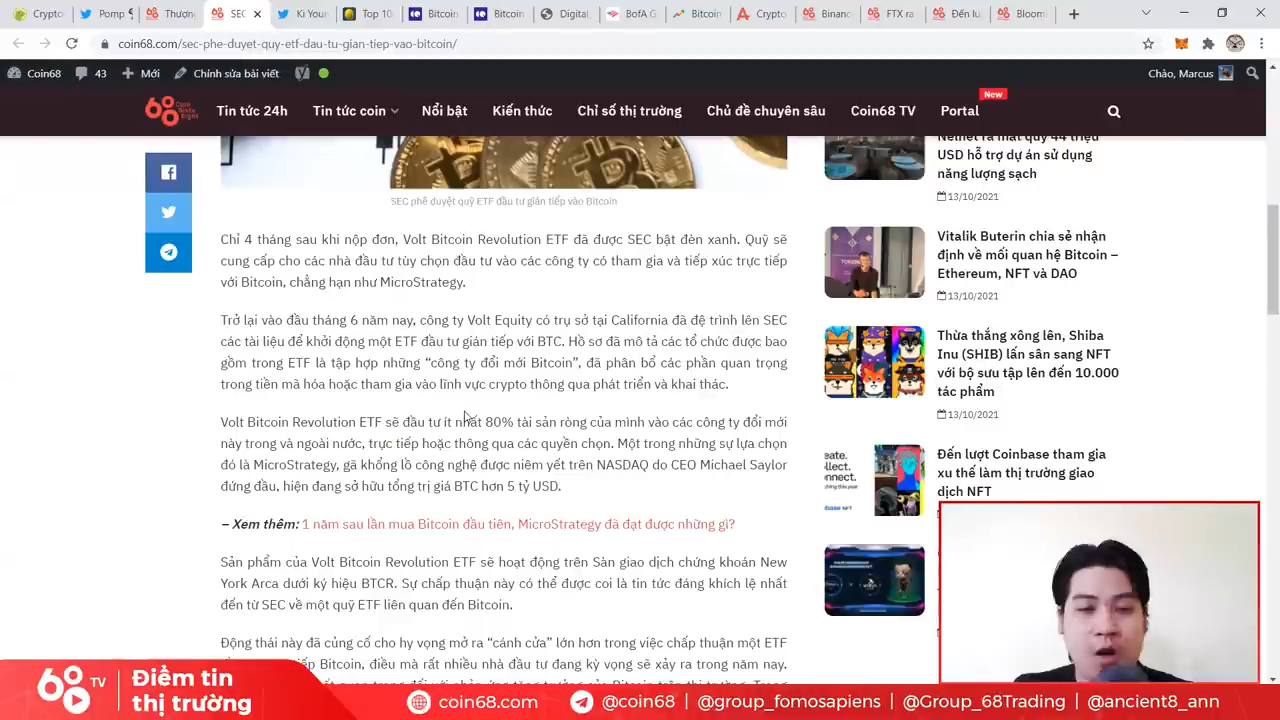 Crypto
Pomp
Thươn
SEC
Ki Your
Top 10
Bitcoin
Bitcoin
Digita
BofA G
Bitcoin
Crypto
Binanc
FTX ra
Đến lư
Bloom
coin68.com/sec-phe-duyet-quy-etf-dau-tu-gian-tiep-vao-bitcoin/
Coin68
43
Mới
Chỉnh sửa bài viết
Chào, Marcus
68
Tin tức 24h
Tin tức coin
Nổi bật
Kiến thức
Chỉ số thị trường
Chủ đề chuyên sâu
Coin68 TV
Portal
New
SEC phê duyệt quỹ ETF đầu tư gián tiếp vào Bitcoin
Chỉ 4 tháng sau khi nộp đơn, Volt Bitcoin Revolution ETF đã được SEC bật đèn xanh. Quỹ sẽ
cung cấp cho các nhà đầu tư tùy chọn đầu tư vào các công ty có tham gia và tiếp xúc trực tiếp
với Bitcoin, chẳng hạn như MicroStrategy.
Trở lại vào đầu tháng 6 năm nay, công ty Volt Equity có trụ sở tại California đã đệ trình lên SEC
các tài liệu để khởi động một ETF đầu tư gián tiếp với BTC. Hồ sơ đã mô tả các tổ chức được bao
gồm trong ETF là tập hợp những “công ty đổi mới Bitcoin”, đã phân bổ các phần quan trọng
trong tiền mã hóa hoặc tham gia vào lĩnh vực crypto thông qua phát triển và khai thác.
Volt Bitcoin Revolution ETF sẽ đầu tư ít nhất 80% tài sản ròng của mình vào các công ty đổi mới
này trong và ngoài nước, trực tiếp hoặc thông qua các quyền chọn. Một trong những sự lựa chọn
đó là MicroStrategy, gã khổng lồ công nghệ được niêm yết trên NASDAQ do CEO Michael Saylor
đứng đầu, hiện đang sở hữu tổng trị giá BTC hơn 5 tỷ USD.
– Xem thêm: 1 năm sau lần mua Bitcoin đầu tiên, MicroStrategy đã đạt được những gì?
Sản phẩm của Volt Bitcoin Revolution ETF sẽ hoạt động trên Sàn giao dịch chứng khoán New
York Arca dưới ký hiệu BTCR. Sự chấp thuận này có thể được coi là tin tức đáng khích lệ nhất
đến từ SEC về một quỹ ETF liên quan đến Bitcoin.
Động thái này đã củng cố cho hy vọng mở ra “cánh cửa” lớn hơn trong việc chấp thuận một ETF
tiếp Bitcoin, điều mà rất nhiều nhà đầu tư đang kỳ vọng sẽ xảy ra trong năm nay.
USD hỗ trợ dự án sử dụng
năng lượng sạch
13/10/2021
Vitalik Buterin chia sẻ nhận
định về mối quan hệ Bitcoin –
Ethereum, NFT và DAO
13/10/2021
Thừa thắng xông lên, Shiba
Inu (SHIB) lấn sân sang NFT
với bộ sưu tập lên đến 10.000
tác phẩm
13/10/2021
Đến lượt Coinbase tham gia
xu thế làm thị trường giao
dịch NFT
68 TV
Điểm tin
thị trường
coin68.com
@coin68 | @group_fomosapiens | @Group_68Trading | @ancient8_ann